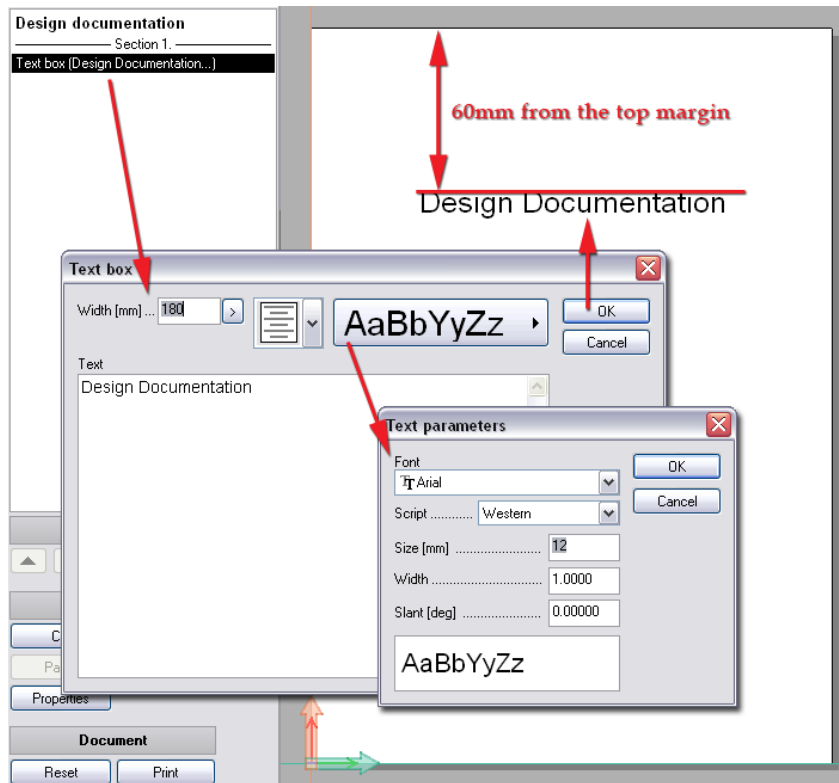 Design documentation
Section 1.
Text box (Design Documentation...)
60mm from the top margin
Design Documentation
Text box
Width [mm] ... 180 >
AaBbYyZz
OK
Cancel
Text
Design Documentation
Text parameters
Font
Arial
OK
Cancel
Script ............ Western
Size [mm] ........................ 12
Width ............................. 1.0000
Slant [deg] ...................... 0.00000
AaBbYyZz
Properties
Document
Reset Print